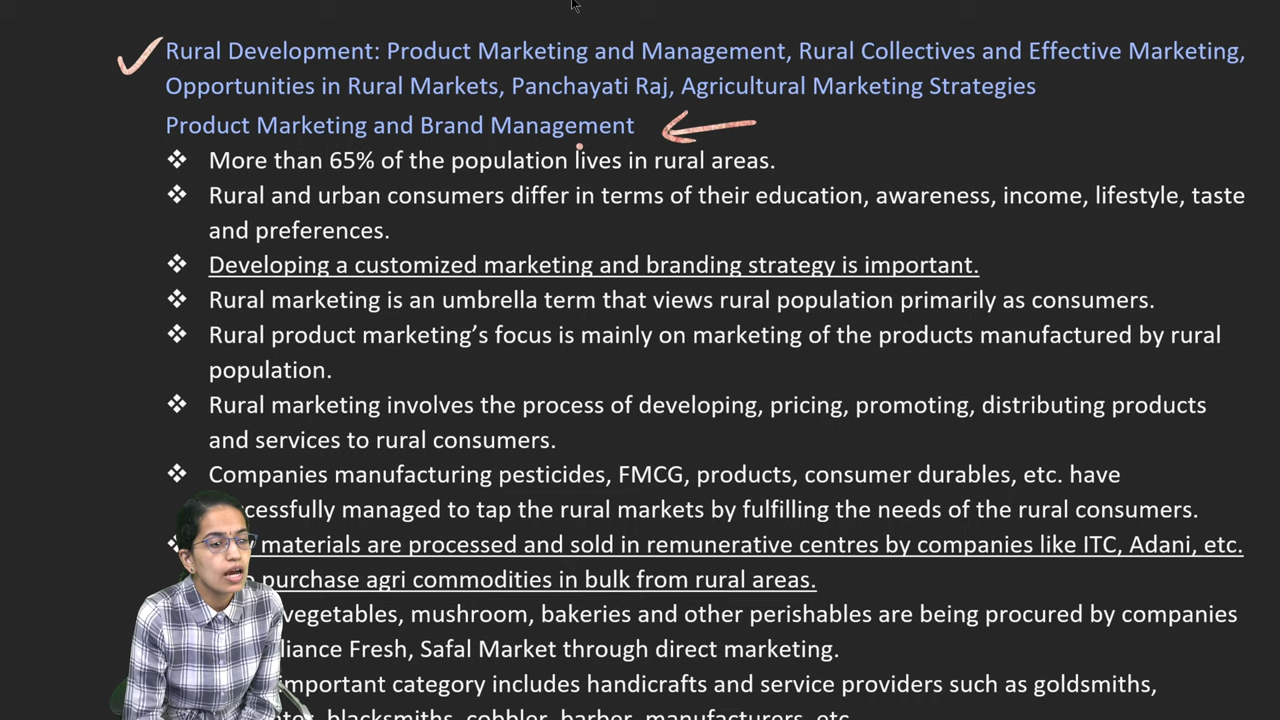 Rural Development: Product Marketing and Management, Rural Collectives and Effective Marketing,
Opportunities in Rural Markets, Panchayati Raj, Agricultural Marketing Strategies
Product Marketing and Brand Management
❖ More than 65% of the population lives in rural areas.
❖ Rural and urban consumers differ in terms of their education, awareness, income, lifestyle, taste
and preferences.
❖ Developing a customized marketing and branding strategy is important.
❖ Rural marketing is an umbrella term that views rural population primarily as consumers.
❖ Rural product marketing's focus is mainly on marketing of the products manufactured by rural
population.
❖ Rural marketing involves the process of developing, pricing, promoting, distributing products
and services to rural consumers.
❖ Companies manufacturing pesticides, FMCG, products, consumer durables, etc. have
cessfully managed to tap the rural markets by fulfilling the needs of the rural consumers.
materials are processed and sold in remunerative centres by companies like ITC, Adani, etc.
purchase agri commodities in bulk from rural areas.
vegetables, mushroom, bakeries and other perishables are being procured by companies
liance Fresh, Safal Market through direct marketing.
important category includes handicrafts and service providers such as goldsmiths,
blacksmiths, cobbler, barber, manufacturers, etc.